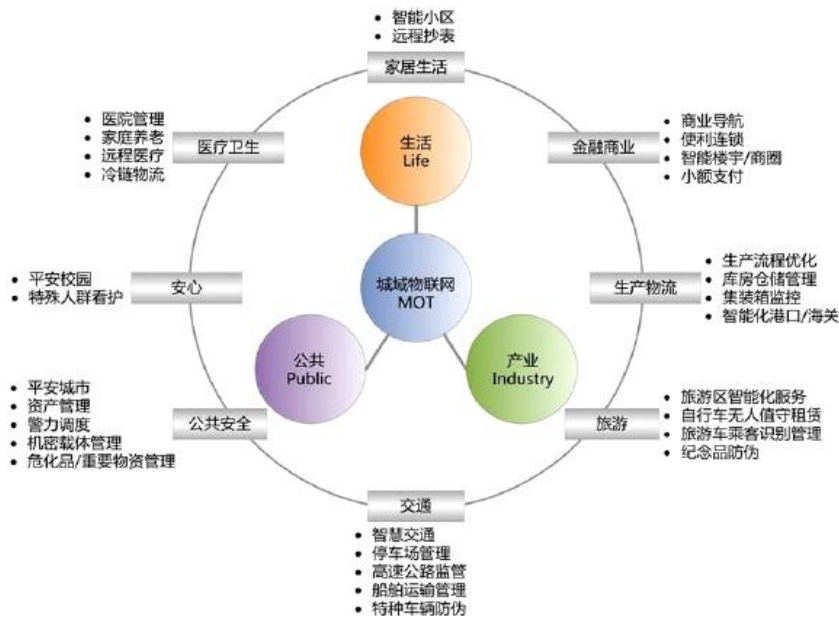 智能小区
远程抄表
家居生活
医院管理
家庭养老
远程医疗
冷链物流
医疗卫生
生活
Life
金融商业
商业导航
便利连锁
智能楼宇/商圈
小额支付
平安校园
特殊人群看护
安心
城域物联网
MOT
生产物流
生产流程优化
库房仓储管理
集装箱监控
智能化港口/海关
公共
Public
产业
Industry
平安城市
资产管理
警力调度
机密载体管理
危化品/重要物资管理
公共安全
旅游
旅游区智能化服务
自行车无人值守租赁
旅游车乘客识别管理
纪念品防伪
交通
智慧交通
停车场管理
高速公路监管
船舶运输管理
特种车辆防伪